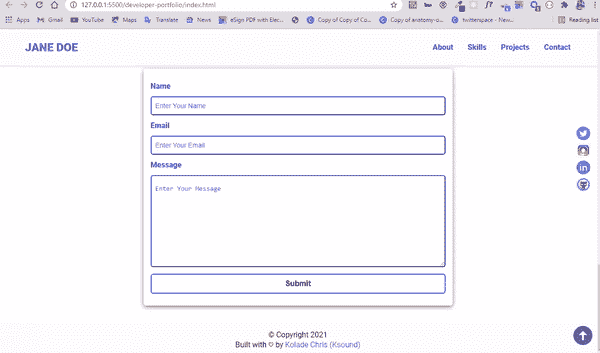 127.0.0.1:5500/developer-portfolio/index.html
Apps Gmail YouTube Maps Translate News eSign PDF with Elec... Copy of Copy of Co... Copy of anatomy-o... twitterspace - New... Reading list
JANE DOE About Skills Projects Contact
Name
Enter Your Name
Email
Enter Your Email
Message
Enter Your Message
Submit
© Copyright 2021
Built with ♡ by Kolade Chris (Ksound)